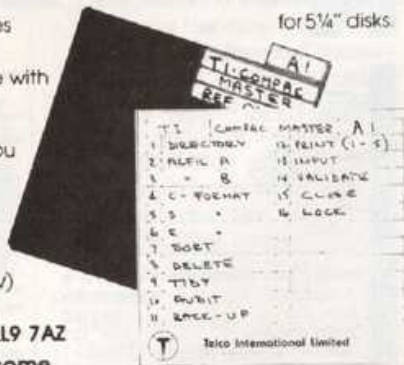 es
for 5¼" disks.
e with
ou
TI-COMPAC
A1
MASTER
REF
TI COMPAC MASTER A1
1 DIRECTORY 12 PRINT (1-5)
2 ALFIL A 13 INPUT
3 " B 14 VALIDATE
4 C-FORMAT 15 CLOSE
5 S " 16 LOCK
6 E "
7 SORT
8 DELETE
9 TIDY
10 AUDIT
11 BACK-UP
V)
L9 7AZ
ome
T Telco International Limited